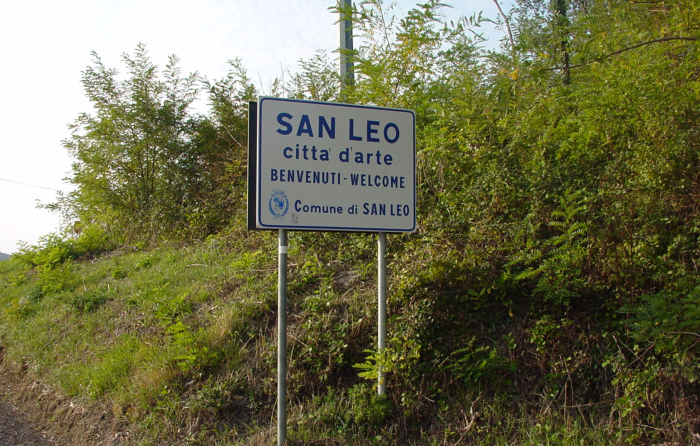 SAN LEO
citta' d'arte
BENVENUTI - WELCOME
Comune di SAN LEO